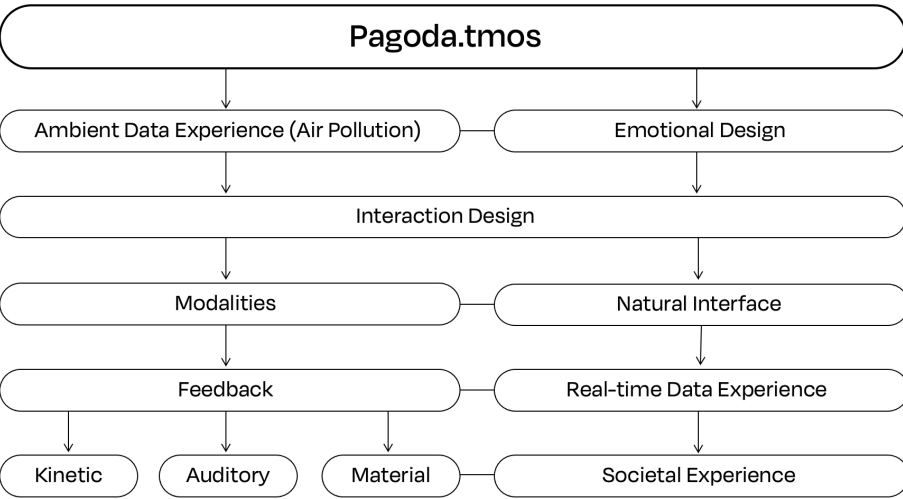 Pagoda.tmos
Ambient Data Experience (Air Pollution)
Emotional Design
Interaction Design
Modalities
Natural Interface
Feedback
Real-time Data Experience
Kinetic
Auditory
Material
Societal Experience